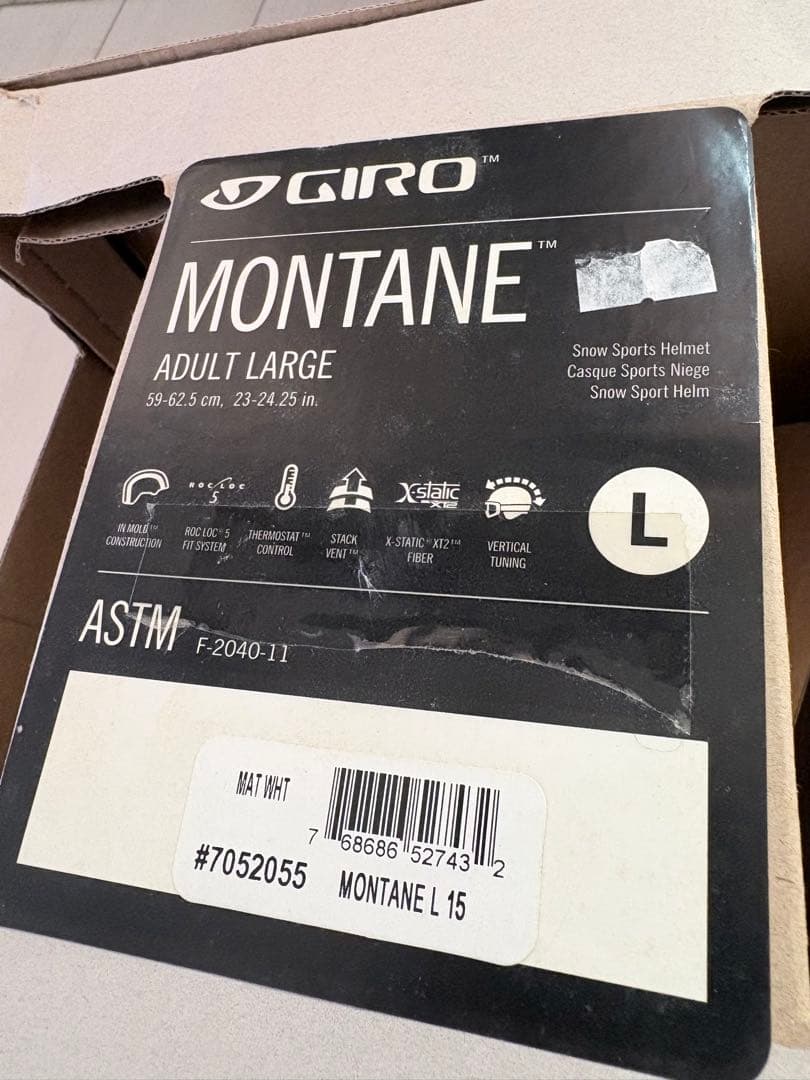 GIRO™
MONTANE™
ADULT LARGE
59-62.5 cm, 23-24.25 in.
Snow Sports Helmet
Casque Sports Niege
Snow Sport Helm
ROC LOC
5
X-static
XT2
IN MOLD™
CONSTRUCTION
ROC LOC® 5
FIT SYSTEM
THERMOSTAT™
CONTROL
STACK
VENT™
X-STATIC® XT2™
FIBER
VERTICAL
TUNING
L
ASTM F-2040-11
MAT WHT
7 68686 52743 2
#7052055 MONTANE L 15